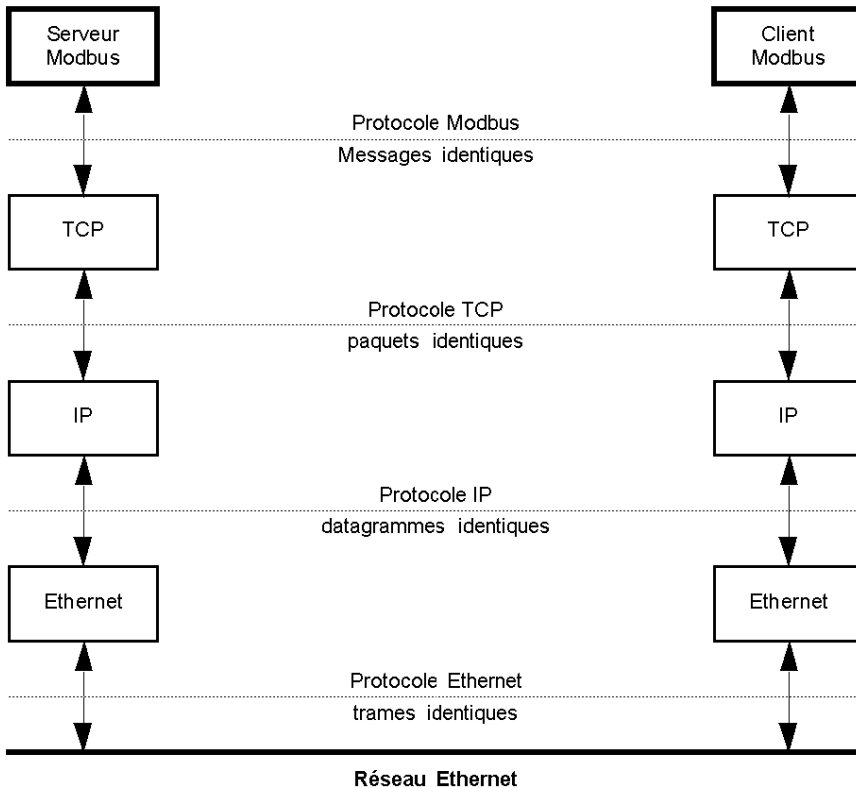 Serveur
Modbus
Client
Modbus
Protocole Modbus
Messages identiques
TCP
TCP
Protocole TCP
paquets identiques
IP
IP
Protocole IP
datagrammes identiques
Ethernet
Ethernet
Protocole Ethernet
trames identiques
Réseau Ethernet